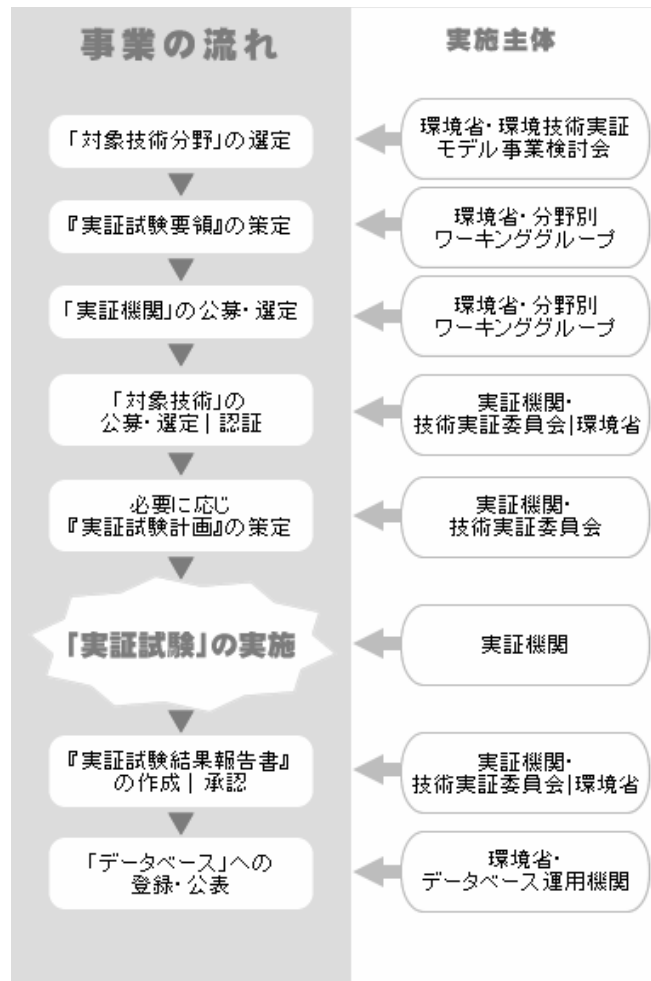 事業の流れ
実施主体
「対象技術分野」の選定
環境省・環境技術実証
モデル事業検討会
『実証試験要領』の策定
環境省・分野別
ワーキンググループ
「実証機関」の公募・選定
環境省・分野別
ワーキンググループ
「対象技術」の
公募・選定|認証
実証機関・
技術実証委員会|環境省
必要に応じ
『実証試験計画』の策定
実証機関・
技術実証委員会
「実証試験」の実施
実証機関
『実証試験結果報告書』
の作成|承認
実証機関・
技術実証委員会|環境省
「データベース」への
登録・公表
環境省・
データベース運用機関